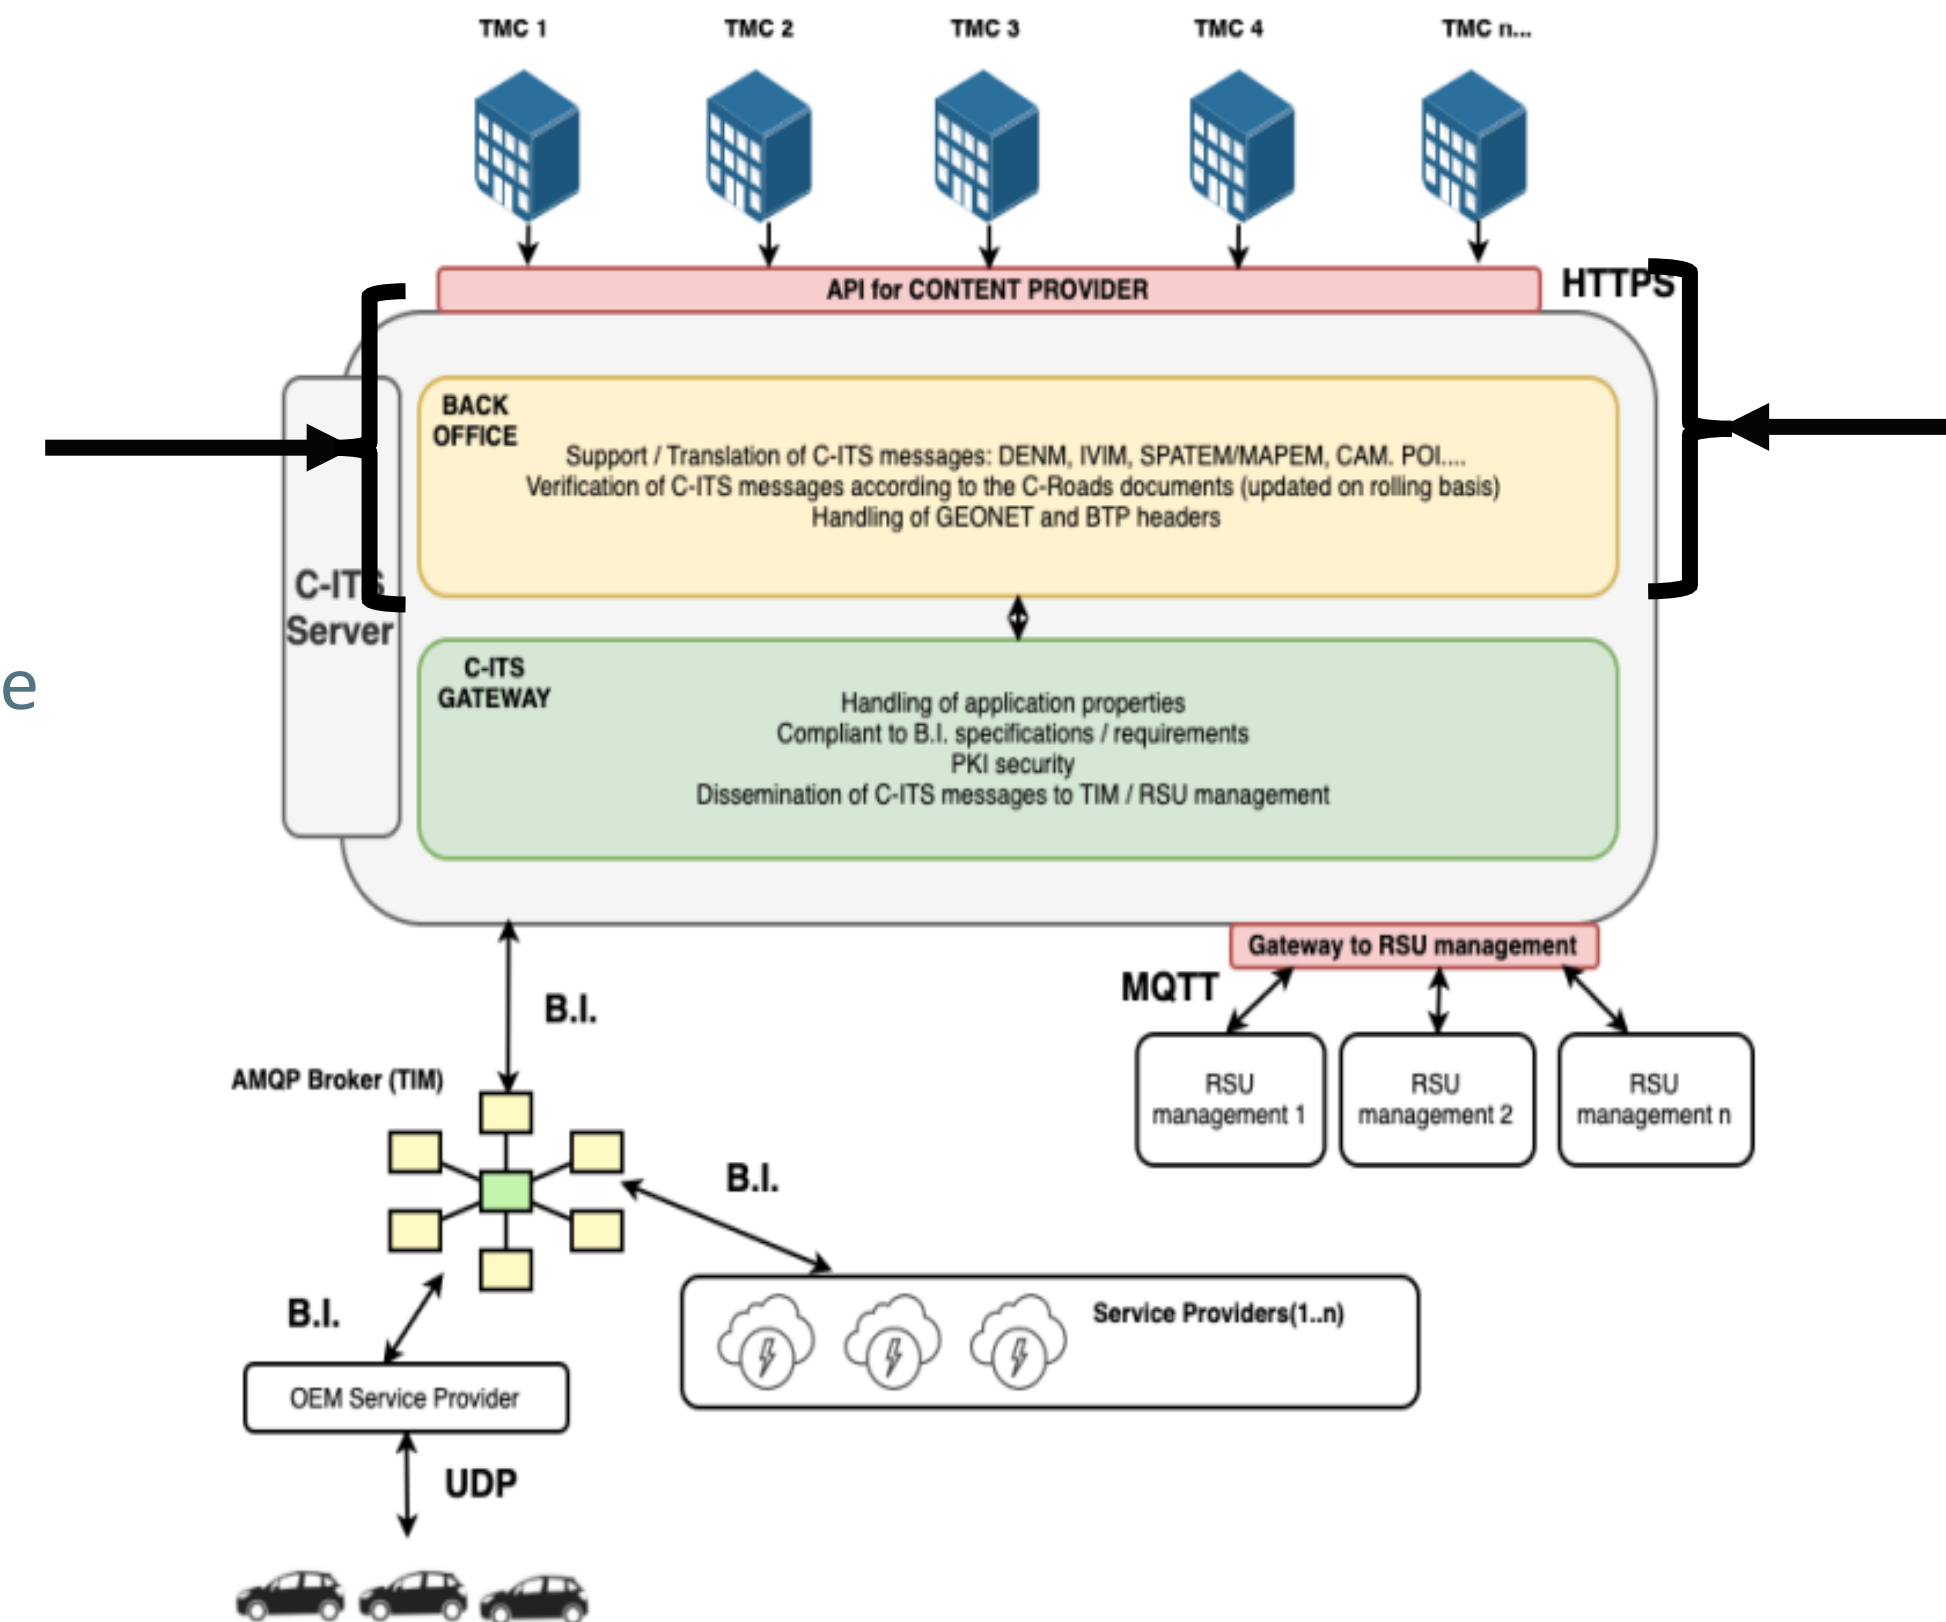 TMC 1
TMC 2
TMC 3
TMC 4
TMC n...
API for CONTENT PROVIDER
HTTPS
BACK
OFFICE
Support / Translation of C-ITS messages: DENM, IVIM, SPATEM/MAPEM, CAM. POI....
Verification of C-ITS messages according to the C-Roads documents (updated on rolling basis)
Handling of GEONET and BTP headers
C-ITS
Server
e
C-ITS
GATEWAY
Handling of application properties
Compliant to B.I. specifications / requirements
PKI security
Dissemination of C-ITS messages to TIM / RSU management
Gateway to RSU management
MQTT
B.I.
RSU
management 1
RSU
management 2
RSU
management n
AMQP Broker (TIM)
B.I.
B.I.
Service Providers(1..n)
OEM Service Provider
UDP